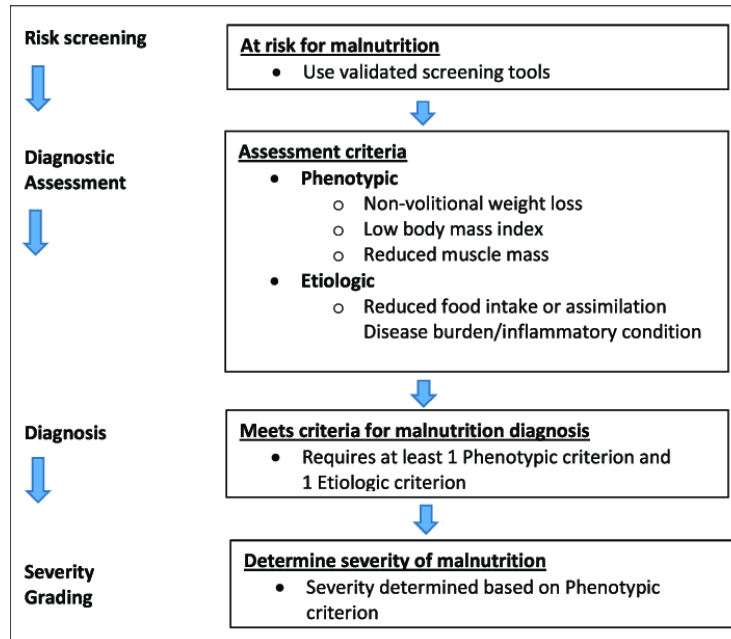 Risk screening
At risk for malnutrition
● Use validated screening tools
Diagnostic
Assessment
Assessment criteria
● Phenotypic
o Non-volitional weight loss
o Low body mass index
o Reduced muscle mass
● Etiologic
o Reduced food intake or assimilation
Disease burden/inflammatory condition
Diagnosis
Meets criteria for malnutrition diagnosis
● Requires at least 1 Phenotypic criterion and
1 Etiologic criterion
Severity
Grading
Determine severity of malnutrition
● Severity determined based on Phenotypic
criterion